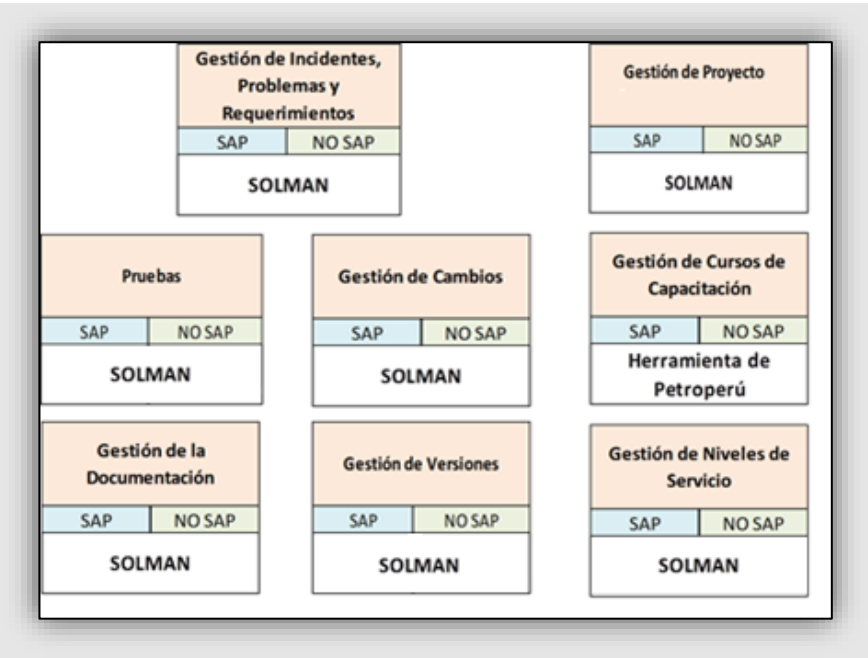 Gestión de Incidentes,
Problemas y
Requerimientos
SAP NO SAP
SOLMAN
Gestión de Proyecto
SAP NO SAP
SOLMAN
Pruebas
SAP NO SAP
SOLMAN
Gestión de Cambios
SAP NO SAP
SOLMAN
Gestión de Cursos de
Capacitación
SAP NO SAP
Herramienta de
Petroperú
Gestión de la
Documentación
SAP NO SAP
SOLMAN
Gestión de Versiones
SAP NO SAP
SOLMAN
Gestión de Niveles de
Servicio
SAP NO SAP
SOLMAN